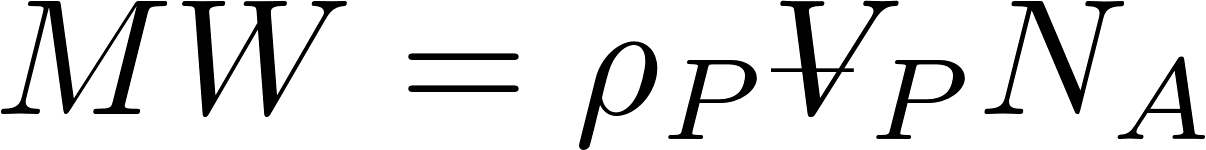 MW = ρ_P V̶_P N_A